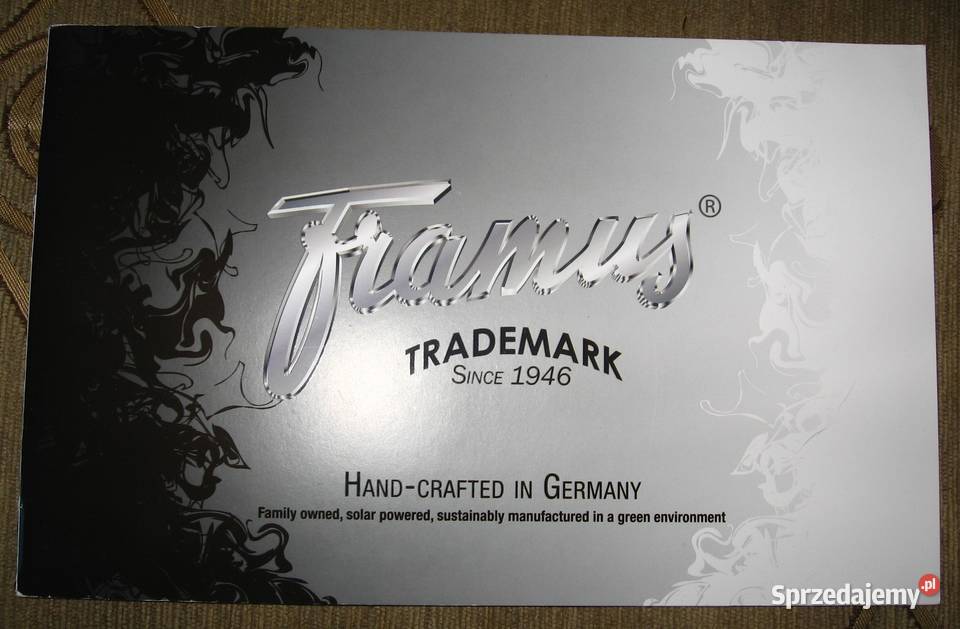 Framus®
TRADEMARK
SINCE 1946
HAND-CRAFTED IN GERMANY
Family owned, solar powered, sustainably manufactured in a green environment
Sprzedajemy.pl